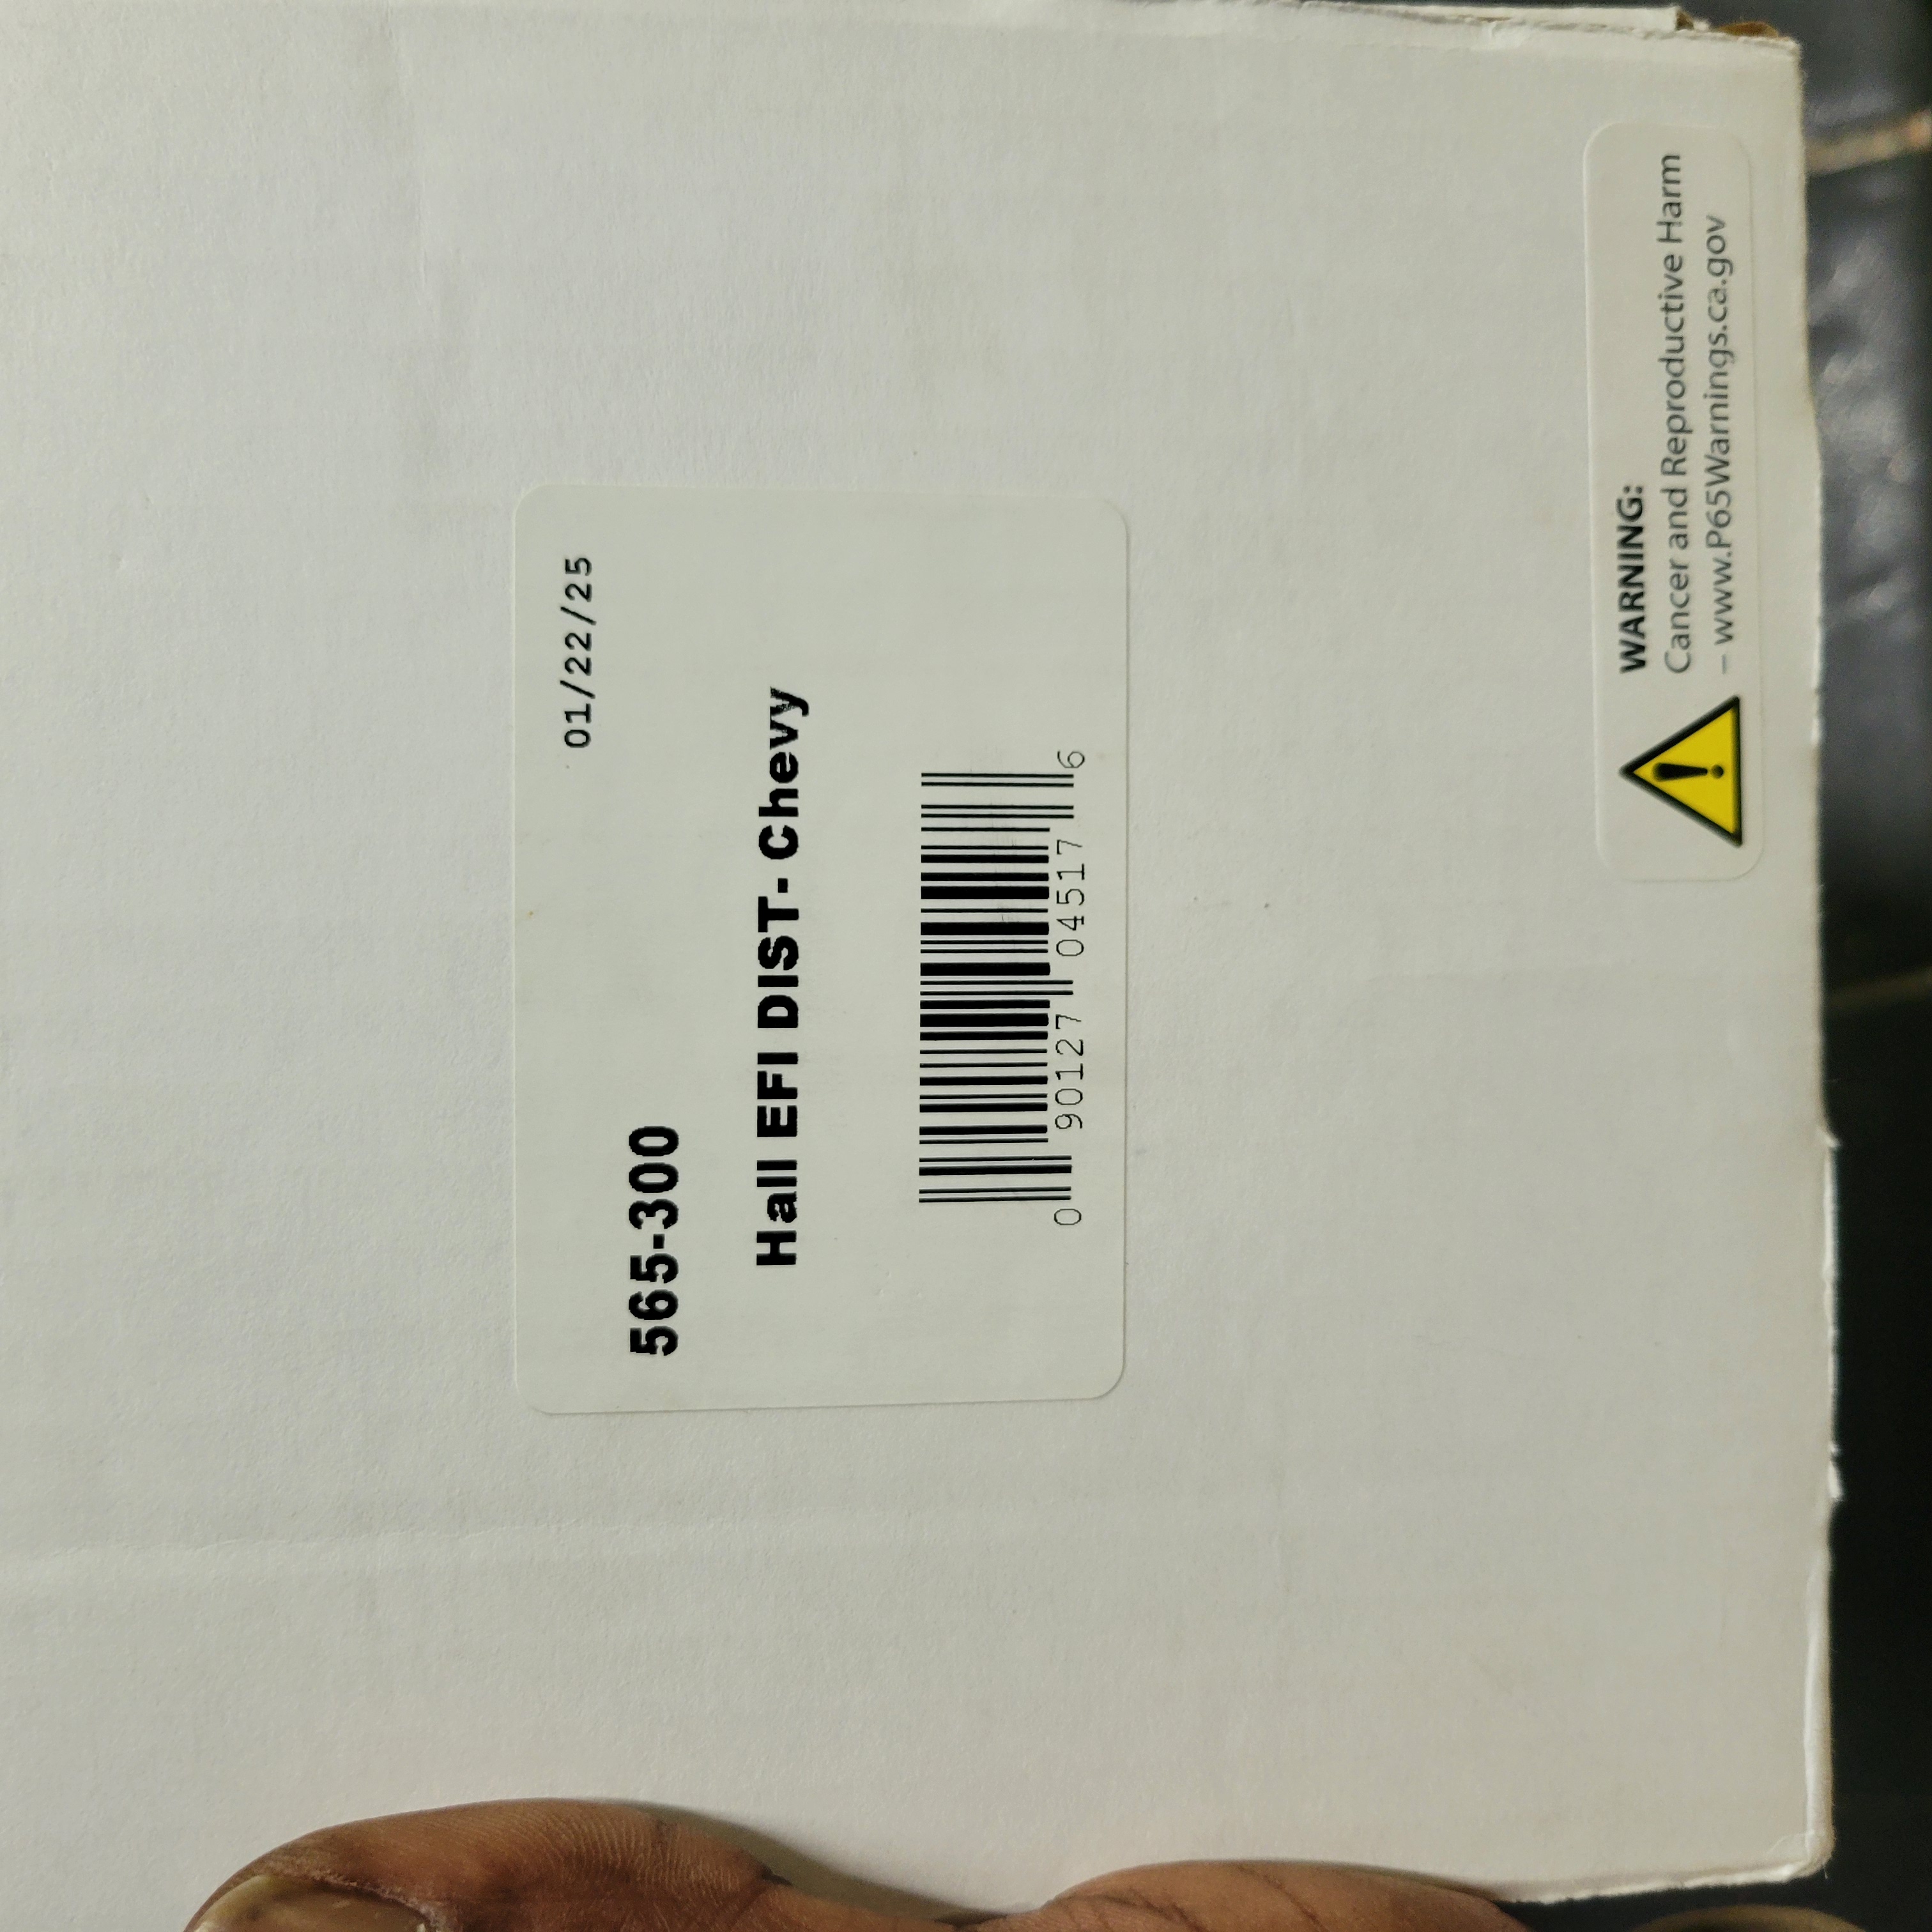 01/22/25
565-300
Hall EFI DIST- Chevy
0 90127 04517 6
WARNING:
Cancer and Reproductive Harm
– www.P65Warnings.ca.gov